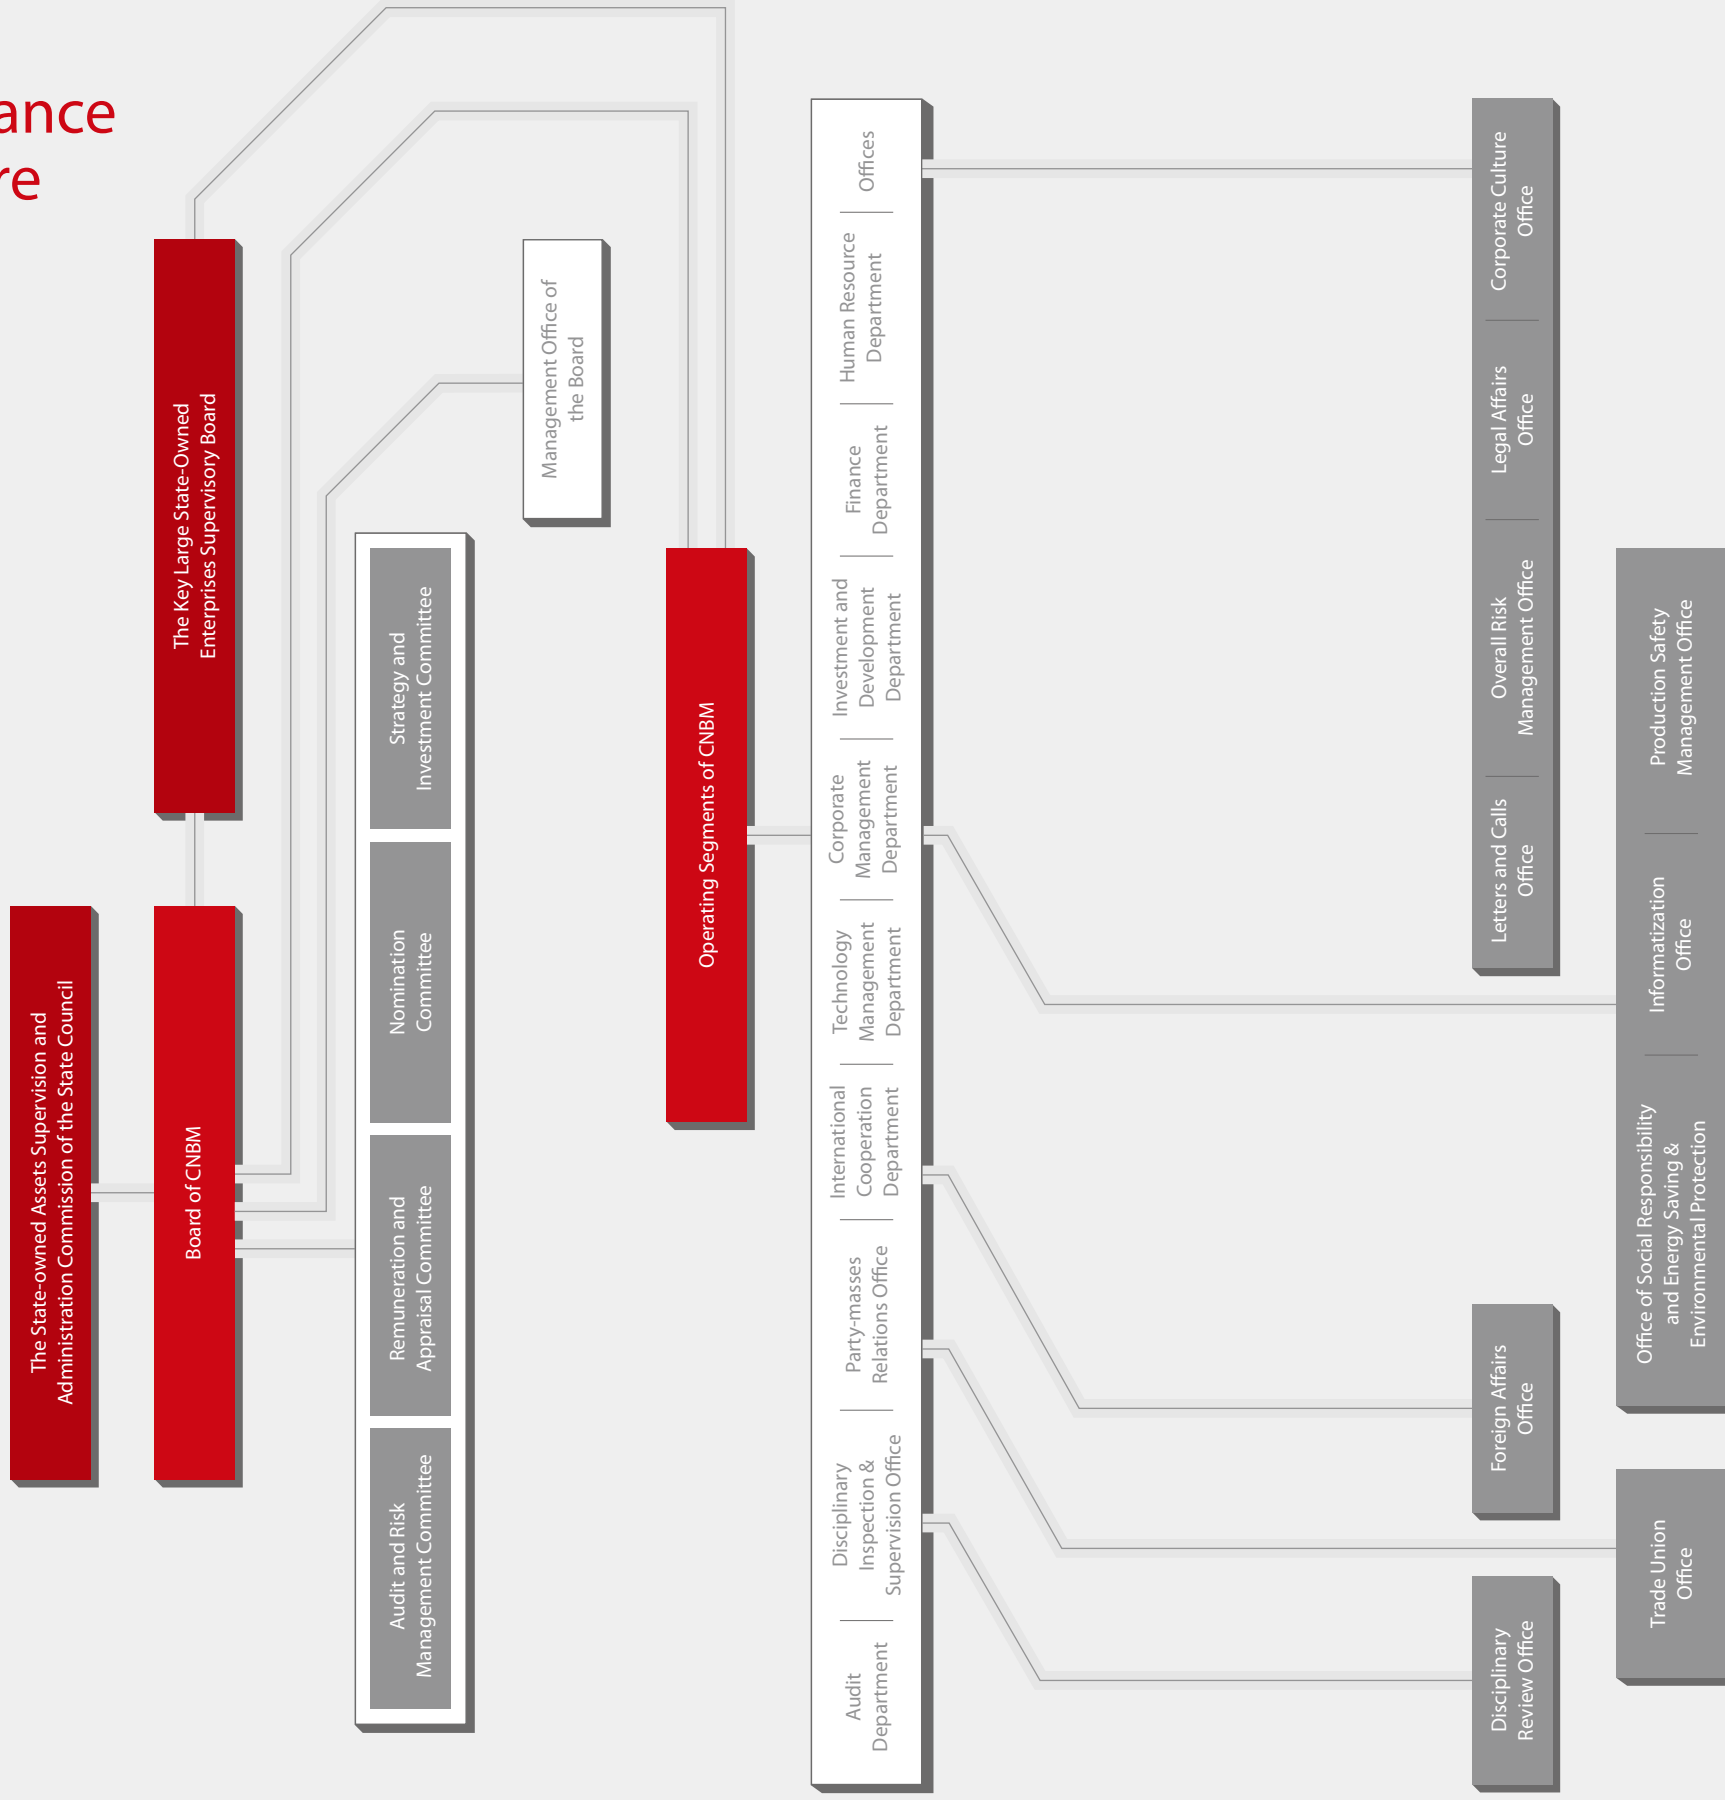 ance
re
The State-owned Assets Supervision and
Administration Commission of the State Council
The Key Large State-Owned
Enterprises Supervisory Board
Board of CNBM
Management Office of
the Board
Audit and Risk
Management Committee
Remuneration and
Appraisal Committee
Nomination
Committee
Strategy and
Investment Committee
Operating Segments of CNBM
Audit
Department
Disciplinary
Inspection &
Supervision Office
Party-masses
Relations Office
International
Cooperation
Department
Technology
Management
Department
Corporate
Management
Department
Investment and
Development
Department
Finance
Department
Human Resource
Department
Offices
Disciplinary
Review Office
Foreign Affairs
Office
Letters and Calls
Office
Overall Risk
Management Office
Legal Affairs
Office
Corporate Culture
Office
Trade Union
Office
Office of Social Responsibility
and Energy Saving &
Environmental Protection
Informatization
Office
Production Safety
Management Office